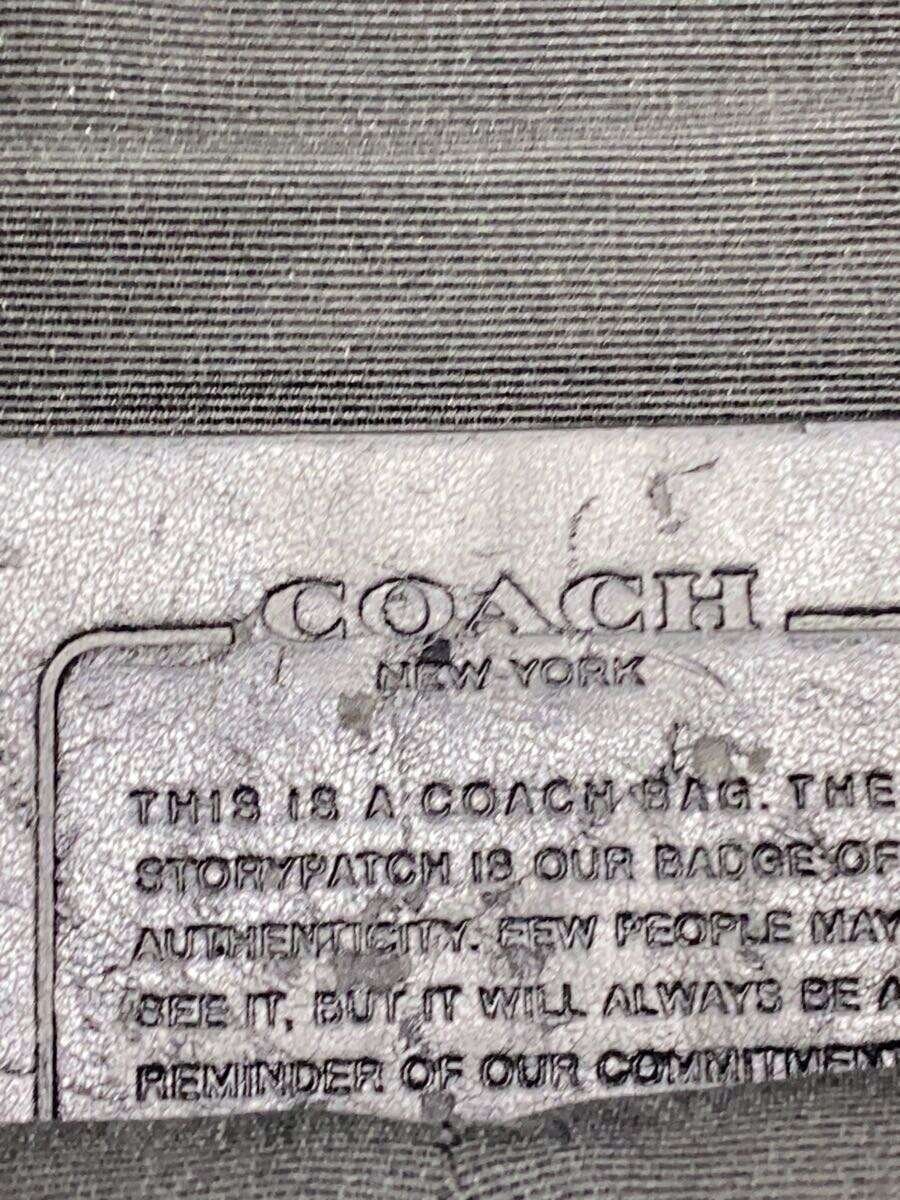 COACH
NEW YORK
THIS IS A COACH BAG. THE
STORYPATCH IS OUR BADGE OF
AUTHENTICITY. FEW PEOPLE MAY
SEE IT, BUT IT WILL ALWAYS BE A
REMINDER OF OUR COMMITMENT